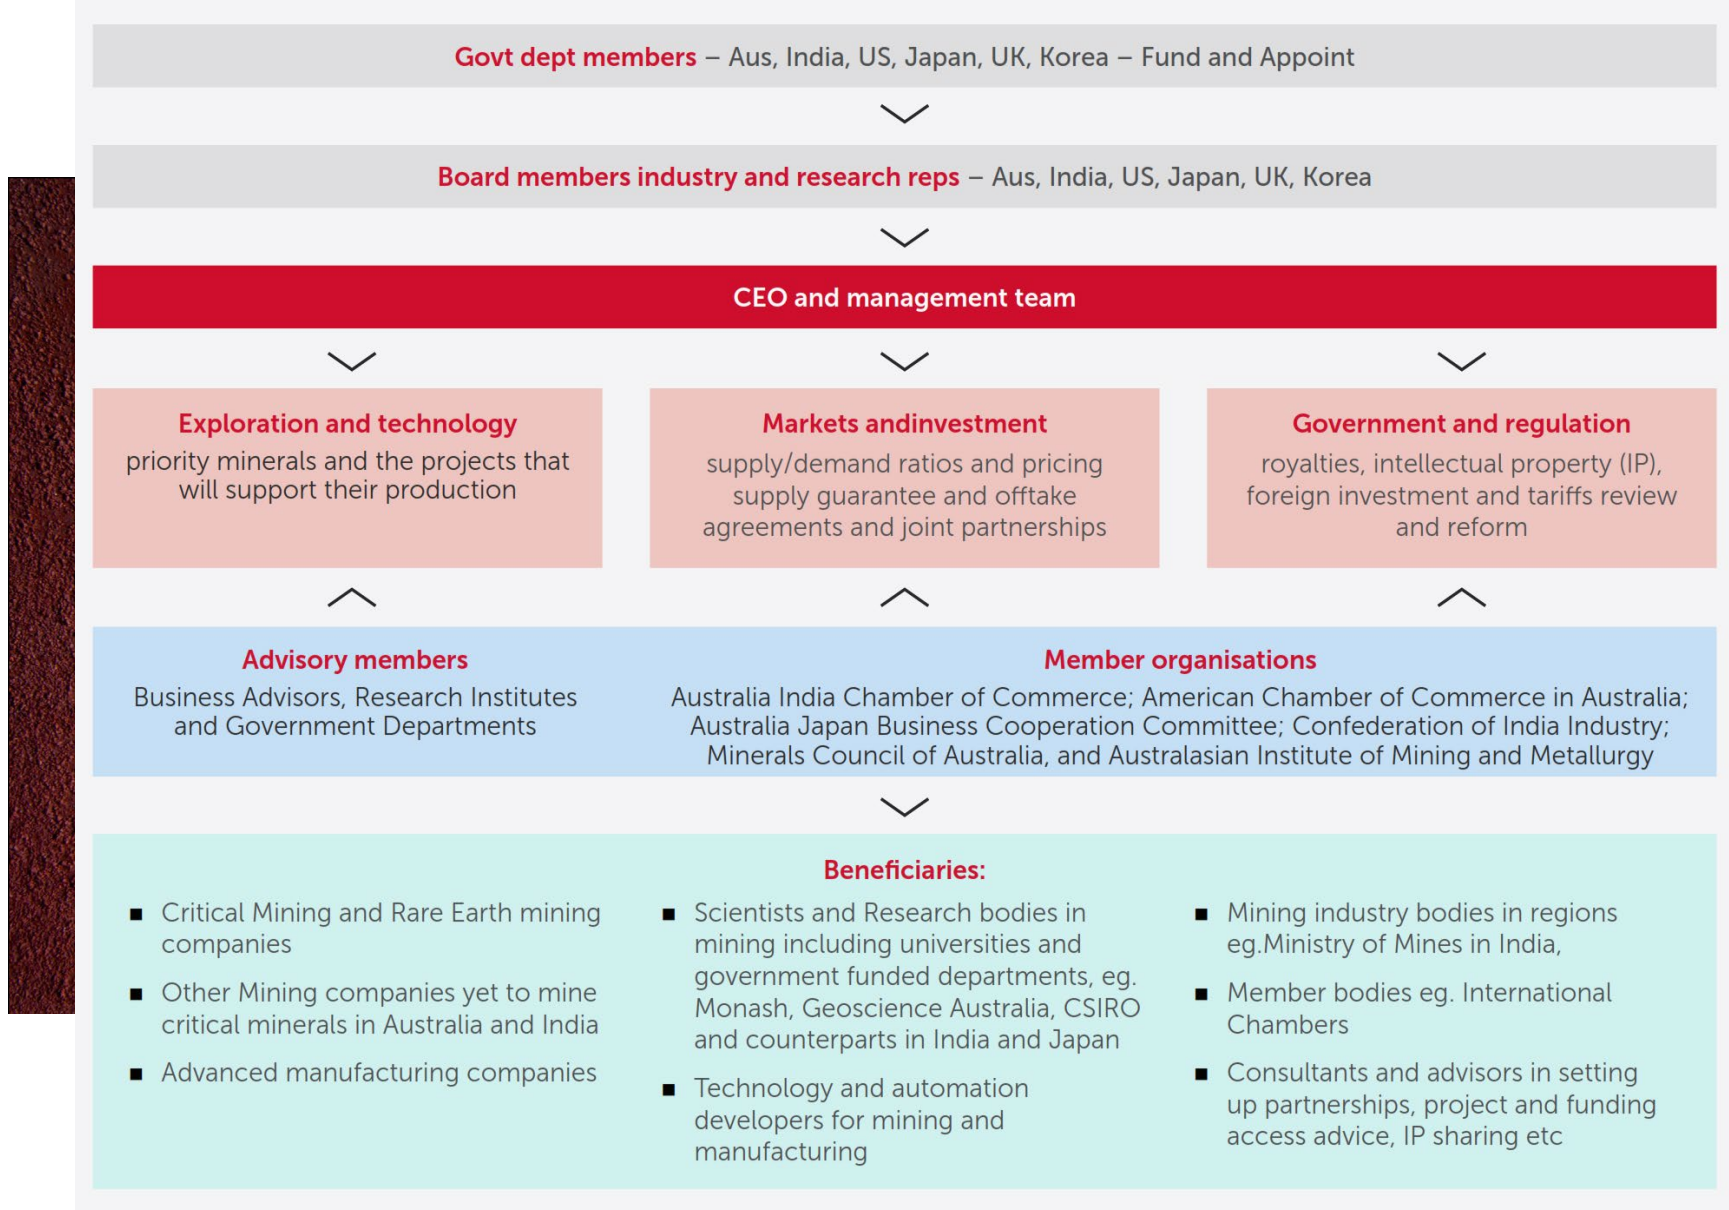 Govt dept members – Aus, India, US, Japan, UK, Korea – Fund and Appoint
Board members industry and research reps – Aus, India, US, Japan, UK, Korea
CEO and management team
Exploration and technology
priority minerals and the projects that
will support their production
Markets andinvestment
supply/demand ratios and pricing
supply guarantee and offtake
agreements and joint partnerships
Government and regulation
royalties, intellectual property (IP),
foreign investment and tariffs review
and reform
Advisory members
Business Advisors, Research Institutes
and Government Departments
Member organisations
Australia India Chamber of Commerce; American Chamber of Commerce in Australia;
Australia Japan Business Cooperation Committee; Confederation of India Industry;
Minerals Council of Australia, and Australasian Institute of Mining and Metallurgy
Beneficiaries:
■ Critical Mining and Rare Earth mining
companies
■ Other Mining companies yet to mine
critical minerals in Australia and India
■ Advanced manufacturing companies
■ Scientists and Research bodies in
mining including universities and
government funded departments, eg.
Monash, Geoscience Australia, CSIRO
and counterparts in India and Japan
■ Technology and automation
developers for mining and
manufacturing
■ Mining industry bodies in regions
eg.Ministry of Mines in India,
■ Member bodies eg. International
Chambers
■ Consultants and advisors in setting
up partnerships, project and funding
access advice, IP sharing etc